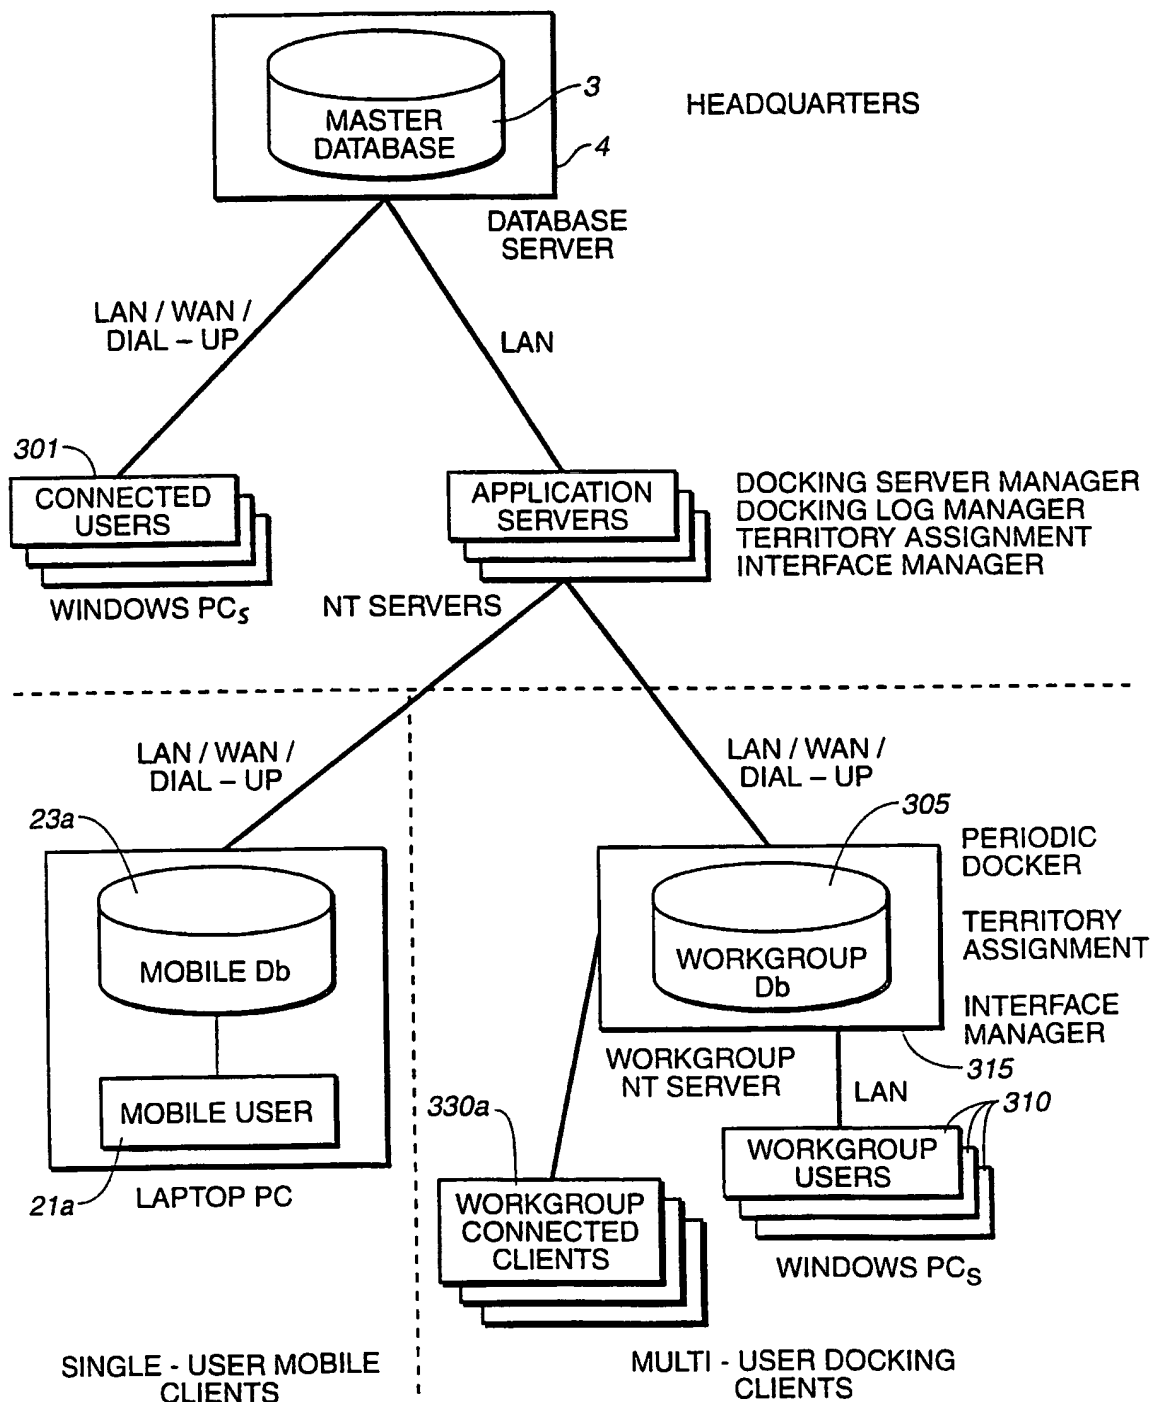 3
HEADQUARTERS
MASTER
DATABASE
4
DATABASE
SERVER
LAN / WAN /
DIAL – UP
LAN
301
CONNECTED
USERS
WINDOWS PCs
APPLICATION
SERVERS
NT SERVERS
DOCKING SERVER MANAGER
DOCKING LOG MANAGER
TERRITORY ASSIGNMENT
INTERFACE MANAGER
LAN / WAN /
DIAL – UP
LAN / WAN /
DIAL – UP
23a
MOBILE Db
MOBILE USER
21a
LAPTOP PC
305
WORKGROUP
Db
PERIODIC
DOCKER
TERRITORY
ASSIGNMENT
INTERFACE
MANAGER
315
WORKGROUP
NT SERVER
LAN
330a
310
WORKGROUP
USERS
WORKGROUP
CONNECTED
CLIENTS
WINDOWS PCS
SINGLE - USER MOBILE
CLIENTS
MULTI - USER DOCKING
CLIENTS